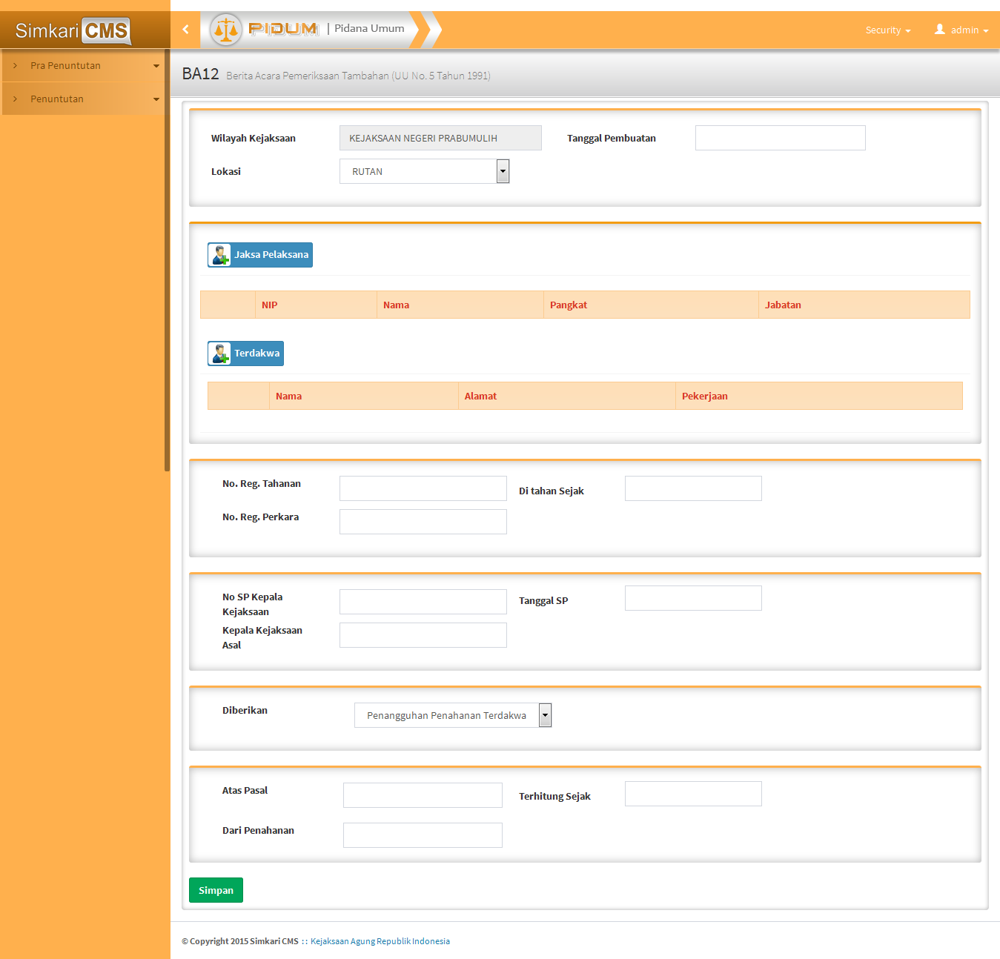 Simkari CMS
PIDUM | Pidana Umum
Security
admin
Pra Penuntutan
Penuntutan
BA12 Berita Acara Pemeriksaan Tambahan (UU No. 5 Tahun 1991)
Wilayah Kejaksaan KEJAKSAAN NEGERI PRABUMULIH Tanggal Pembuatan
Lokasi RUTAN
Jaksa Pelaksana
NIP Nama Pangkat Jabatan
Terdakwa
Nama Alamat Pekerjaan
No. Reg. Tahanan Di tahan Sejak
No. Reg. Perkara
No SP Kepala
Kejaksaan
Tanggal SP
Kepala Kejaksaan
Asal
Diberikan Penangguhan Penahanan Terdakwa
Atas Pasal Terhitung Sejak
Dari Penahanan
Simpan
© Copyright 2015 Simkari CMS :: Kejaksaan Agung Republik Indonesia